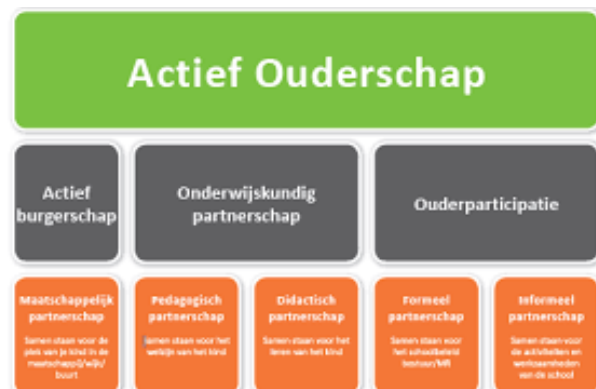 Actief Ouderschap
Actief
burgerschap
Onderwijskundig
partnerschap
Ouderparticipatie
Maatschappelijk
partnerschap
Samen staan voor de
plek van je kind in de
maatschappij/wijk/
buurt
Pedagogisch
partnerschap
Samen staan voor het
welzijn van het kind
Didactisch
partnerschap
Samen staan voor het
leren van het kind
Formeel
partnerschap
Samen staan voor
het schoolbeleid
bestuur/MR
Informeel
partnerschap
Samen staan voor
de activiteiten en
werkzaamheden
van de school